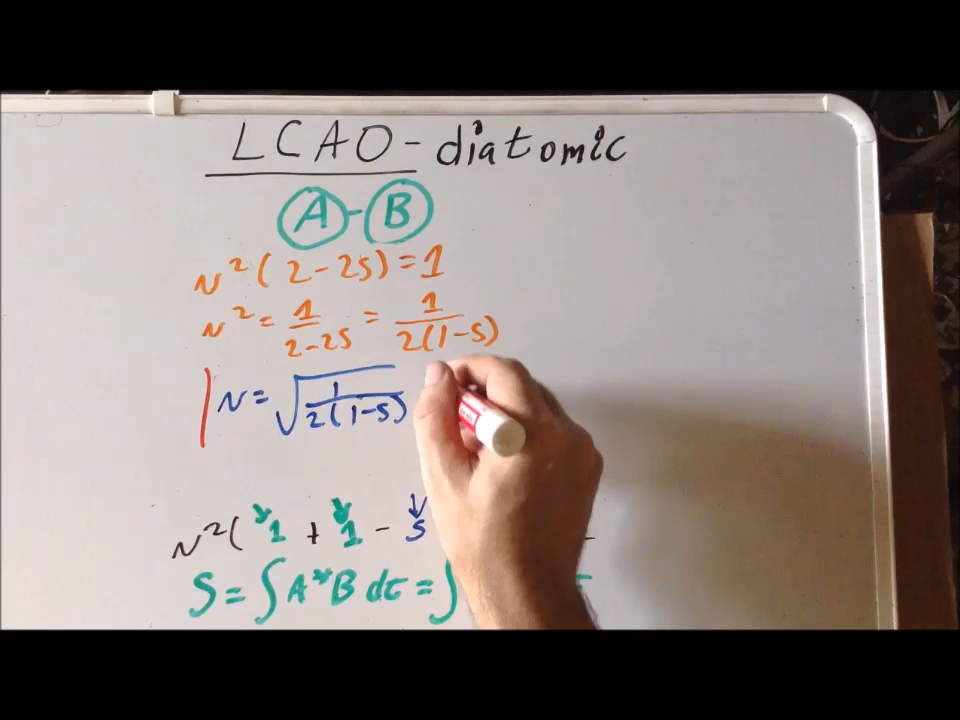 LCAO - diatomic
A - B
N² (2 - 2S) = 1
N² = 1/(2-2S) = 1/(2(1-S))
N = √(1/(2(1-S)))
N² ( 1 + 1 - S
S = ∫ A* B dτ = ∫